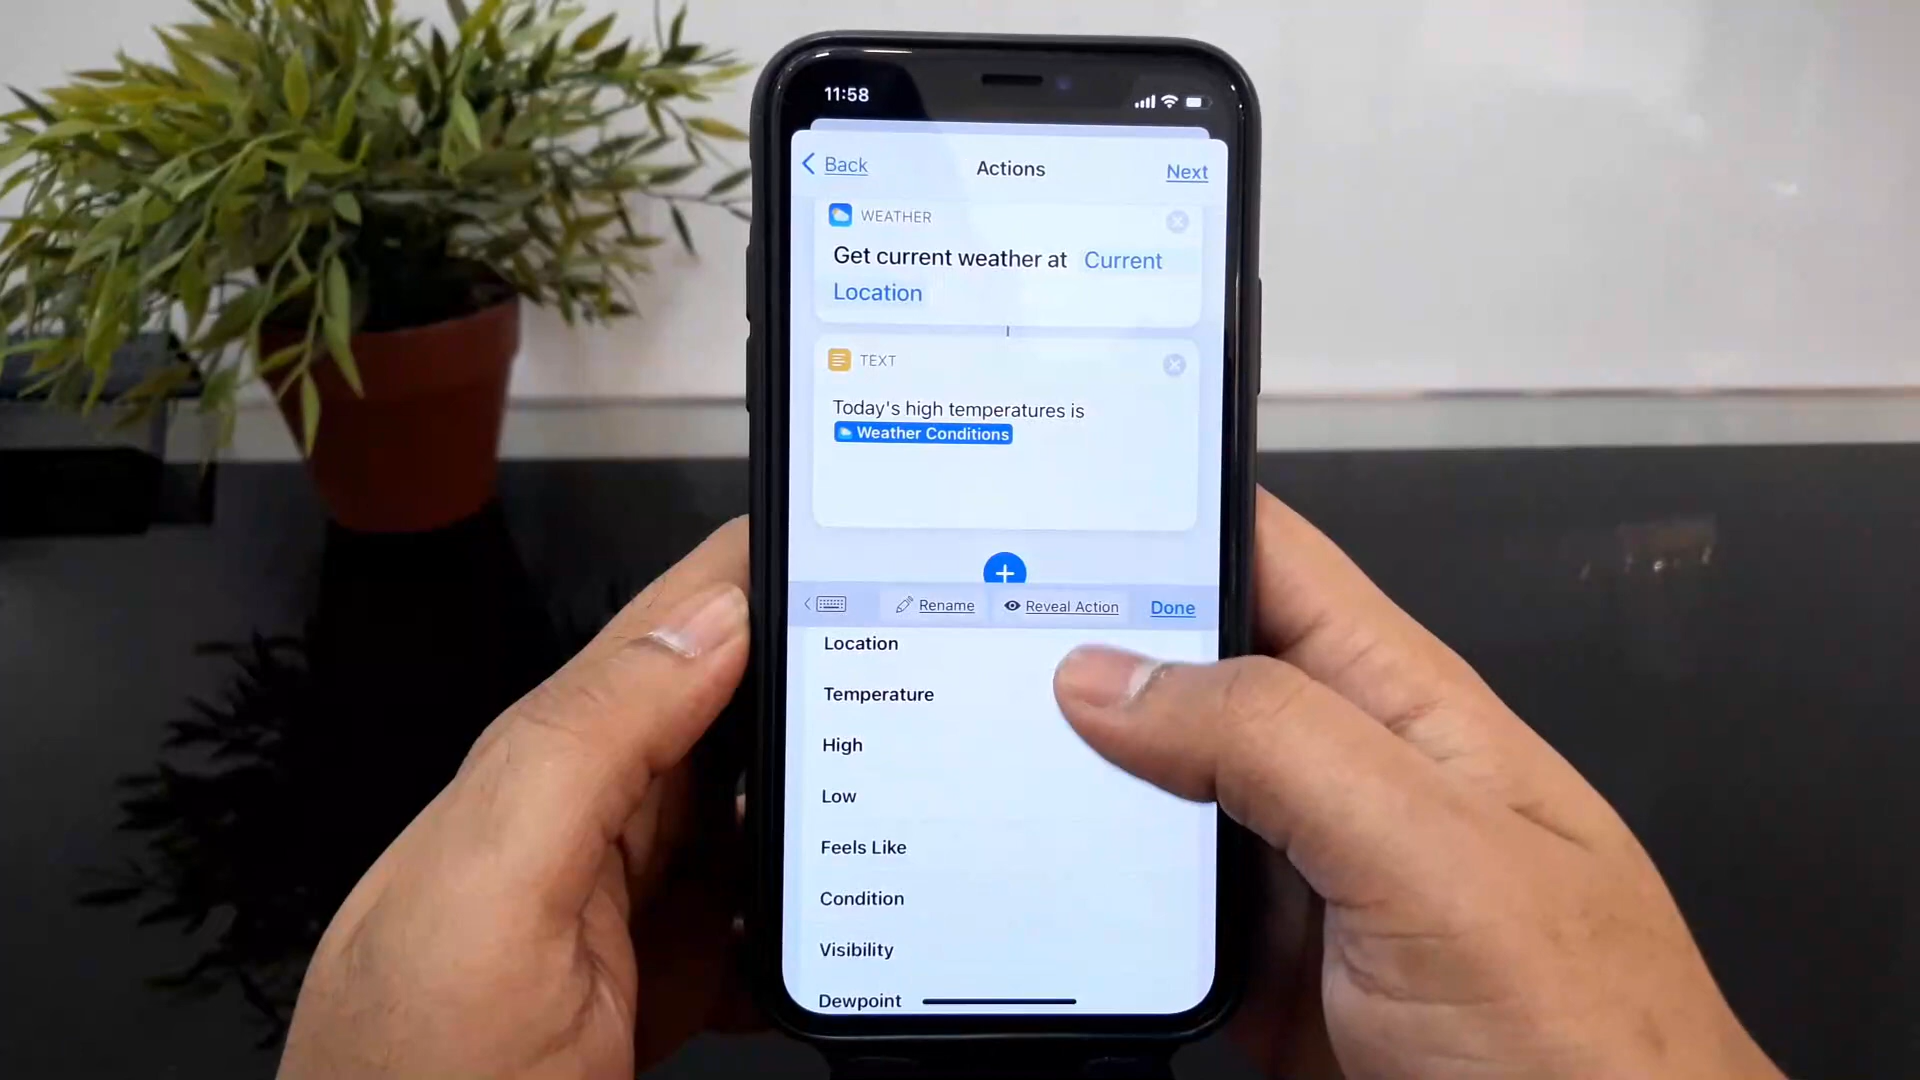 11:58
Back
Actions
Next
WEATHER
Get current weather at Current
Location
TEXT
Today's high temperatures is
Weather Conditions
Rename
Reveal Action
Done
Location
Temperature
High
Low
Feels Like
Condition
Visibility
Dewpoint